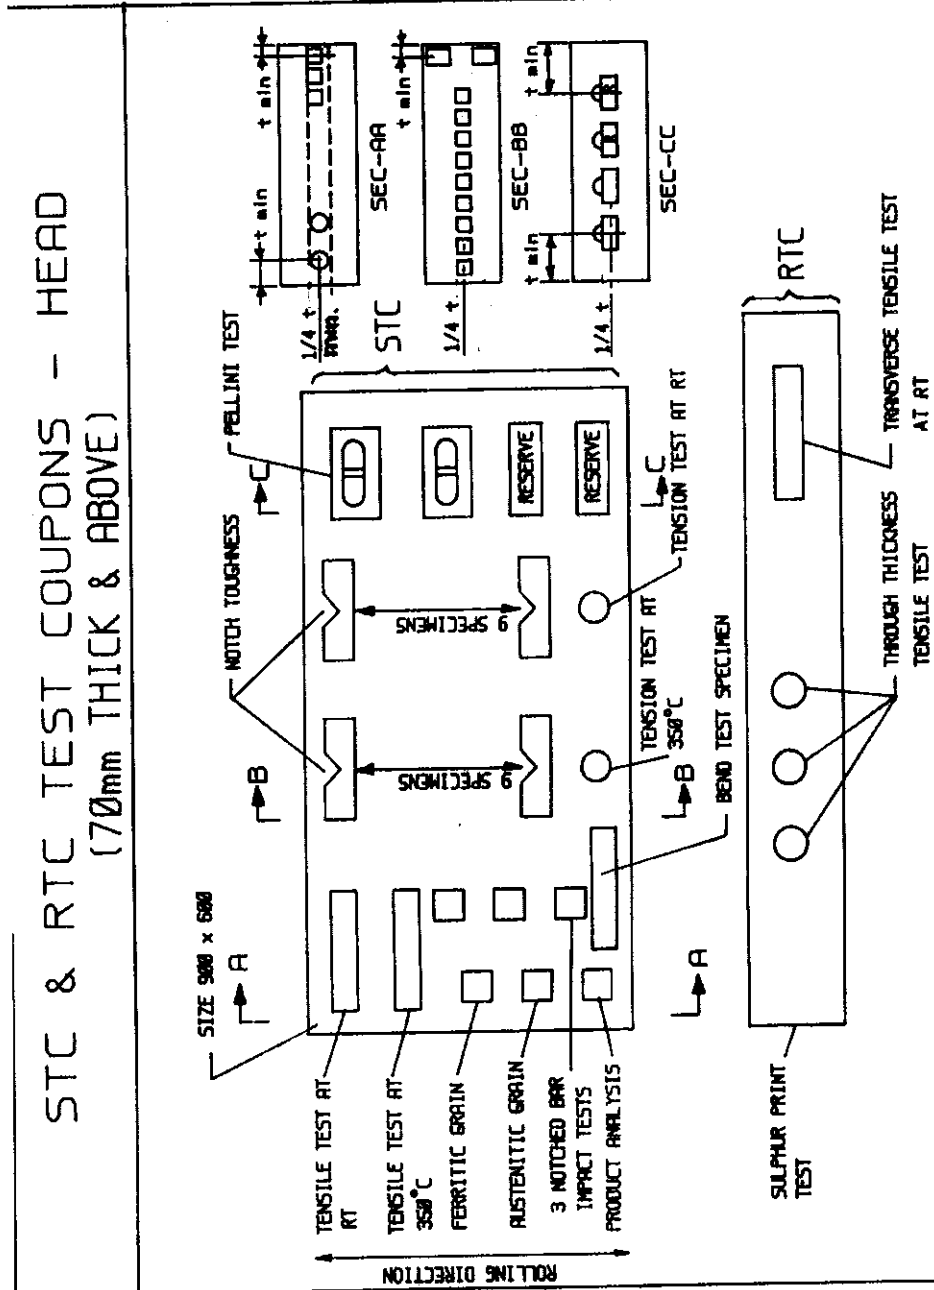 STC & RTC TEST COUPONS - HEAD
(70mm THICK & ABOVE)
SIZE 900 x 600
NOTCH TOUGHNESS
PELLINI TEST
A
B
C
TENSILE TEST AT
RT
TENSILE TEST AT
350°C
FERRITIC GRAIN
AUSTENITIC GRAIN
3 NOTCHED BAR
IMPACT TESTS
PRODUCT ANALYSIS
ROLLING DIRECTION
9 SPECIMENS
9 SPECIMENS
RESERVE
RESERVE
A
B
C
TENSION TEST AT
350°C
TENSION TEST AT RT
BEND TEST SPECIMEN
STC
t min
t min
1/4 t
SEC-AA
t min
1/4 t
SEC-BB
t min
t min
R
R
1/4 t
SEC-CC
RTC
SULPHUR PRINT
TEST
THROUGH THICKNESS
TENSILE TEST
TRANSVERSE TENSILE TEST
AT RT